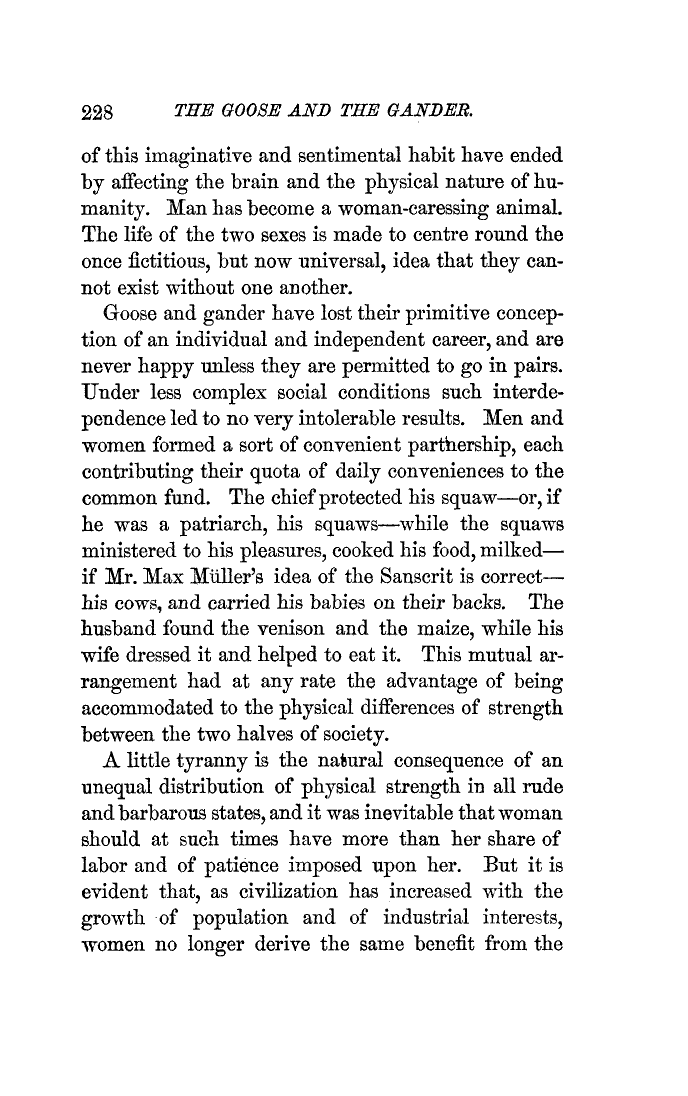 228 THE GOOSE AND THE GANDER.
of this imaginative and sentimental habit have ended
by affecting the brain and the physical nature of hu-
manity. Man has become a woman-caressing animal.
The life of the two sexes is made to centre round the
once fictitious, but now universal, idea that they can-
not exist without one another.
Goose and gander have lost their primitive concep-
tion of an individual and independent career, and are
never happy unless they are permitted to go in pairs.
Under less complex social conditions such interde-
pendence led to no very intolerable results. Men and
women formed a sort of convenient partnership, each
contributing their quota of daily conveniences to the
common fund. The chief protected his squaw—or, if
he was a patriarch, his squaws—while the squaws
ministered to his pleasures, cooked his food, milked—
if Mr. Max Müller's idea of the Sanscrit is correct—
his cows, and carried his babies on their backs. The
husband found the venison and the maize, while his
wife dressed it and helped to eat it. This mutual ar-
rangement had at any rate the advantage of being
accommodated to the physical differences of strength
between the two halves of society.
A little tyranny is the natural consequence of an
unequal distribution of physical strength in all rude
and barbarous states, and it was inevitable that woman
should at such times have more than her share of
labor and of patience imposed upon her. But it is
evident that, as civilization has increased with the
growth of population and of industrial interests,
women no longer derive the same benefit from the